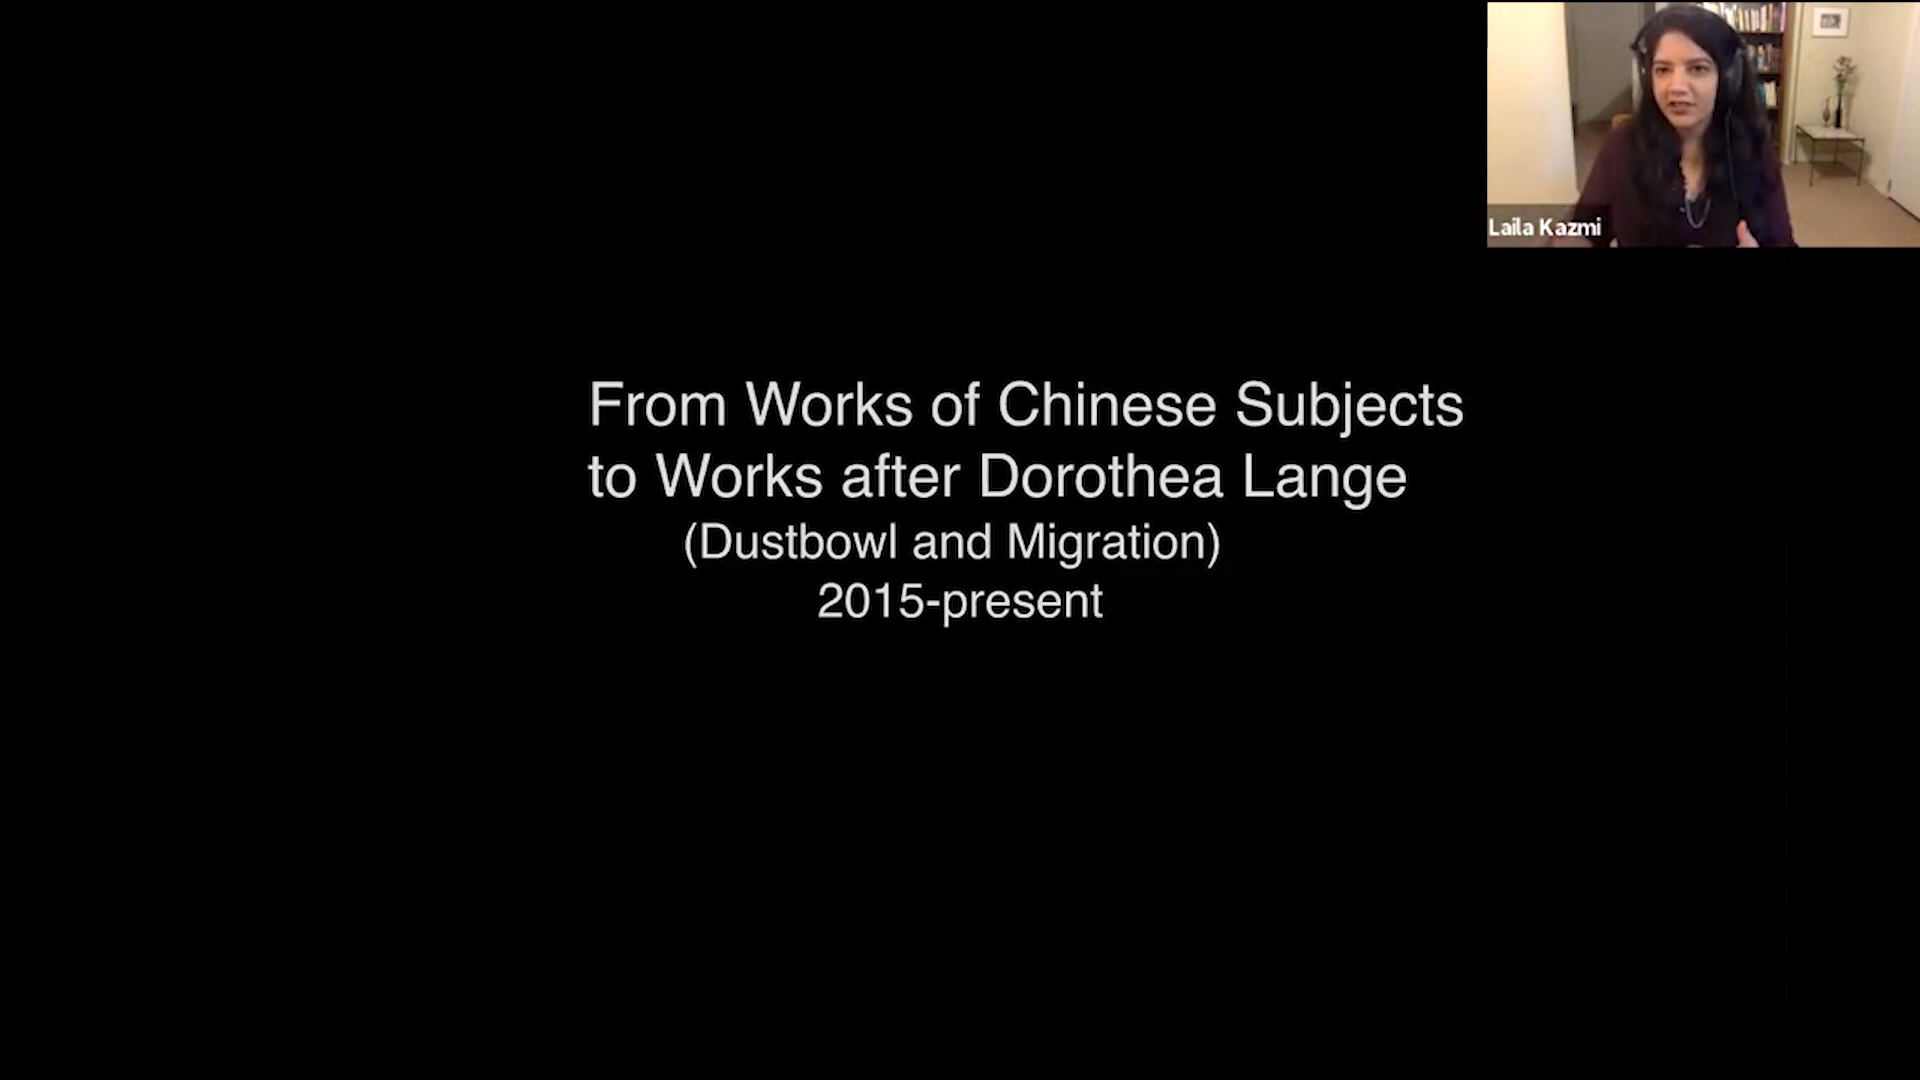 Laila Kazmi
From Works of Chinese Subjects
to Works after Dorothea Lange
(Dustbowl and Migration)
2015-present